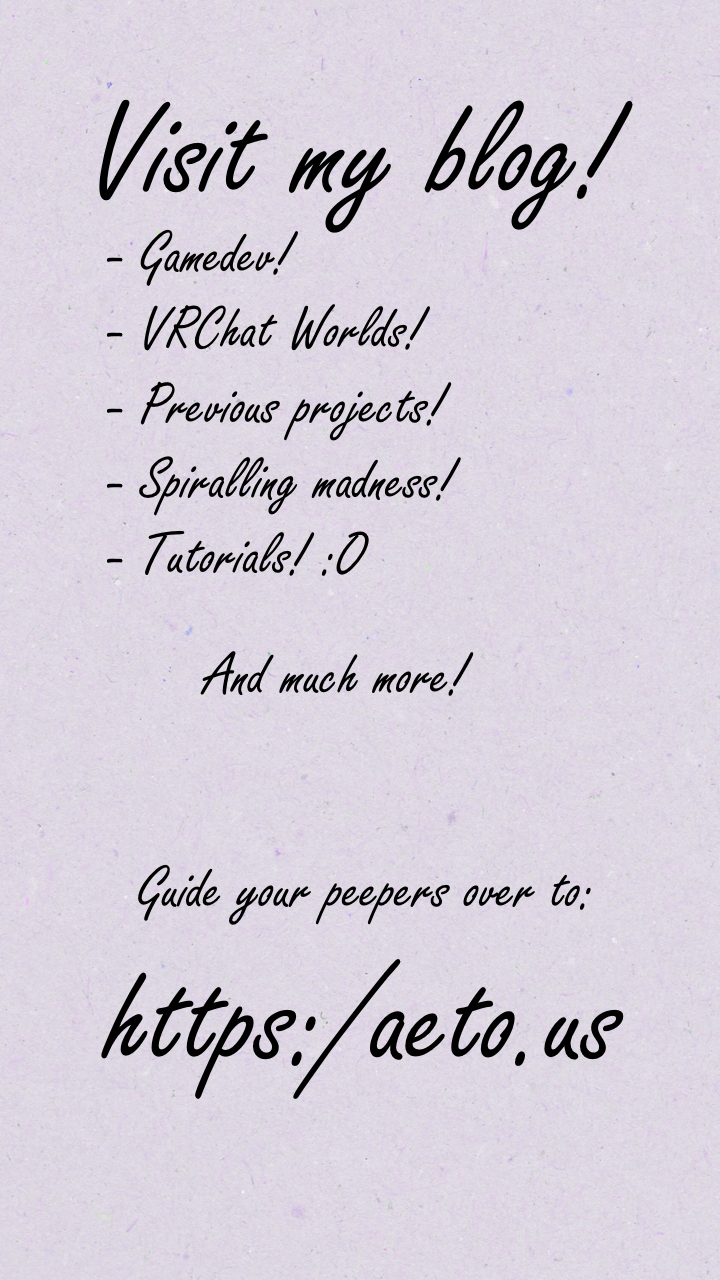 Visit my blog!
- Gamedev!
- VRChat Worlds!
- Previous projects!
- Spiralling madness!
- Tutorials! :O
And much more!
Guide your peepers over to:
https:/aeto.us